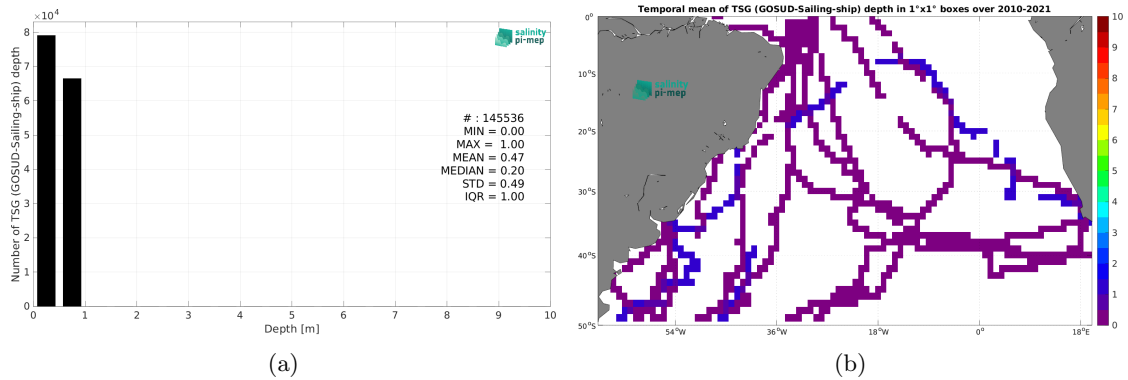 ×10⁴
8
7
6
5
4
3
2
1
0
Number of TSG (GOSUD-Sailing-ship) depth
salinity
pi-mep
# : 145536
MIN = 0.00
MAX = 1.00
MEAN = 0.47
MEDIAN = 0.20
STD = 0.49
IQR = 1.00
0 1 2 3 4 5 6 7 8 9 10
Depth [m]
(a)
Temporal mean of TSG (GOSUD-Sailing-ship) depth in 1°x1° boxes over 2010-2021
0°
10°S
20°S
30°S
40°S
50°S
salinity
pi-mep
54°W 36°W 18°W 0° 18°E
10
9
8
7
6
5
4
3
2
1
0
(b)